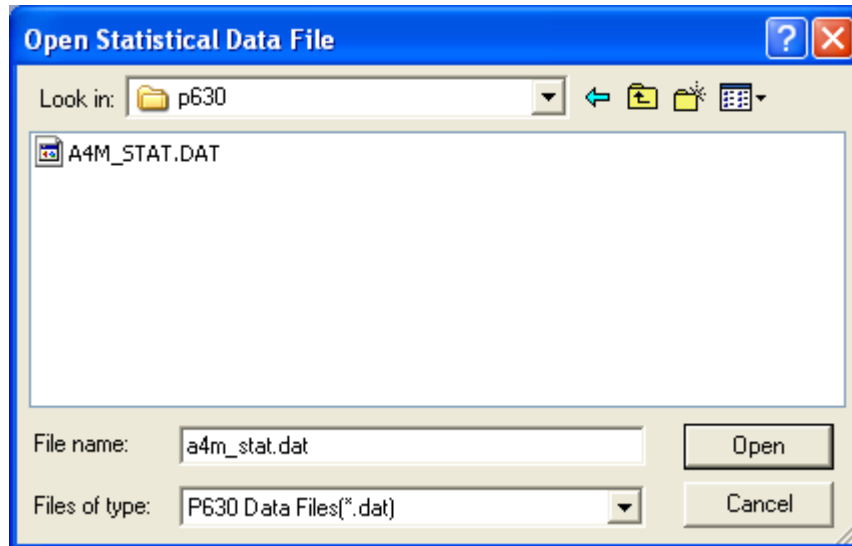 Open Statistical Data File
Look in: p630
A4M_STAT.DAT
File name: a4m_stat.dat Open
Files of type: P630 Data Files(*.dat) Cancel